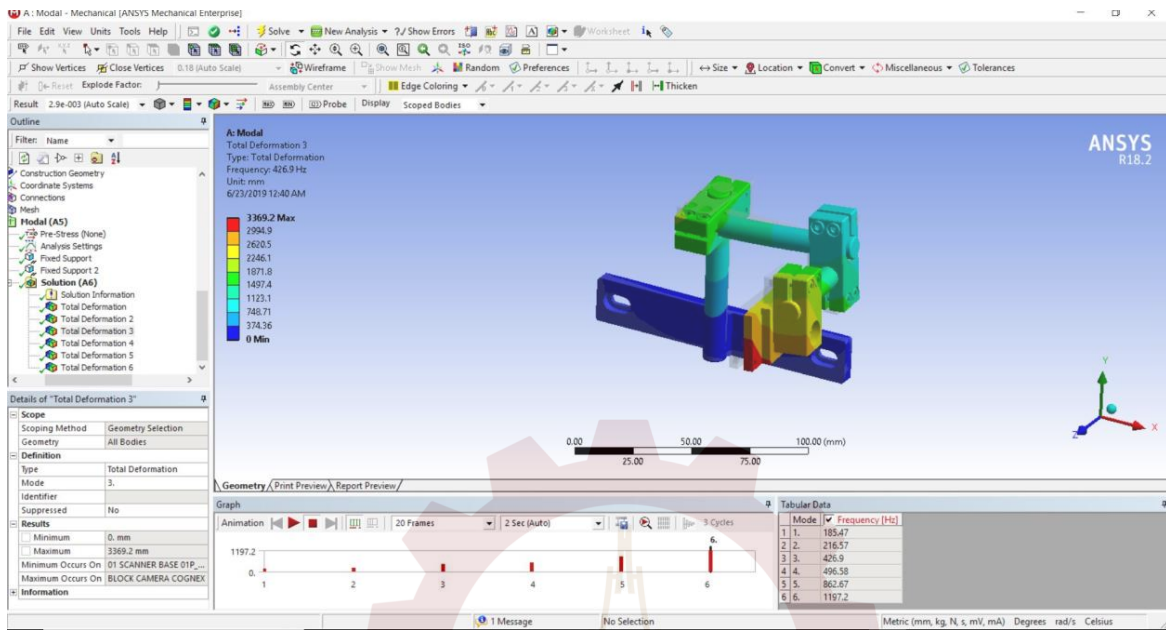 A : Modal - Mechanical [ANSYS Mechanical Enterprise]
File Edit View Units Tools Help Solve New Analysis ?/ Show Errors Worksheet
Show Vertices Close Vertices 0.18 (Auto Scale) Wireframe Show Mesh Random Preferences Size Location Convert Miscellaneous Tolerances
Reset Explode Factor: Assembly Center Edge Coloring Thicken
Result 2.9e-003 (Auto Scale) Probe Display Scoped Bodies
Outline
Filter: Name
Construction Geometry
Coordinate Systems
Connections
Mesh
Modal (A5)
Pre-Stress (None)
Analysis Settings
Fixed Support
Fixed Support 2
Solution (A6)
Solution Information
Total Deformation
Total Deformation 2
Total Deformation 3
Total Deformation 4
Total Deformation 5
Total Deformation 6
Details of "Total Deformation 3"
Scope
Scoping Method Geometry Selection
Geometry All Bodies
Definition
Type Total Deformation
Mode 3.
Identifier
Suppressed No
Results
Minimum 0. mm
Maximum 3369.2 mm
Minimum Occurs On 01 SCANNER BASE 01P_...
Maximum Occurs On BLOCK CAMERA COGNEX
Information
A: Modal
Total Deformation 3
Type: Total Deformation
Frequency: 426.9 Hz
Unit: mm
6/23/2019 12:40 AM
3369.2 Max
2994.9
2620.5
2246.1
1871.8
1497.4
1123.1
748.71
374.36
0 Min
ANSYS
R18.2
Y
X
Z
0.00 50.00 100.00 (mm)
25.00 75.00
Geometry Print Preview Report Preview
Graph
Animation 20 Frames 2 Sec (Auto) 3 Cycles
6.
1197.2
0.
1 2 3 4 5 6
Tabular Data
Mode Frequency [Hz]
1 1. 185.47
2 2. 216.57
3 3. 426.9
4 4. 496.58
5 5. 862.67
6 6. 1197.2
1 Message No Selection Metric (mm, kg, N, s, mV, mA) Degrees rad/s Celsius